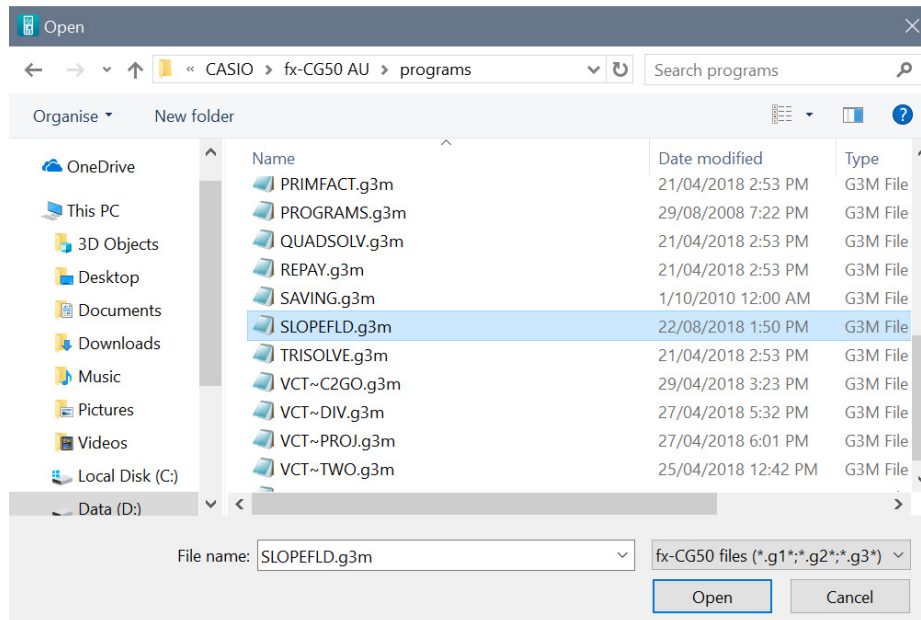 Open
« CASIO > fx-CG50 AU > programs
Search programs
Organise
New folder
Name Date modified Type
OneDrive
This PC
3D Objects
Desktop
Documents
Downloads
Music
Pictures
Videos
Local Disk (C:)
Data (D:)
PRIMFACT.g3m 21/04/2018 2:53 PM G3M File
PROGRAMS.g3m 29/08/2008 7:22 PM G3M File
QUADSOLV.g3m 21/04/2018 2:53 PM G3M File
REPAY.g3m 21/04/2018 2:53 PM G3M File
SAVING.g3m 1/10/2010 12:00 AM G3M File
SLOPEFLD.g3m 22/08/2018 1:50 PM G3M File
TRISOLVE.g3m 21/04/2018 2:53 PM G3M File
VCT~C2GO.g3m 29/04/2018 3:23 PM G3M File
VCT~DIV.g3m 27/04/2018 5:32 PM G3M File
VCT~PROJ.g3m 27/04/2018 6:01 PM G3M File
VCT~TWO.g3m 25/04/2018 12:42 PM G3M File
File name: SLOPEFLD.g3m
fx-CG50 files (*.g1*;*.g2*;*.g3*)
Open
Cancel